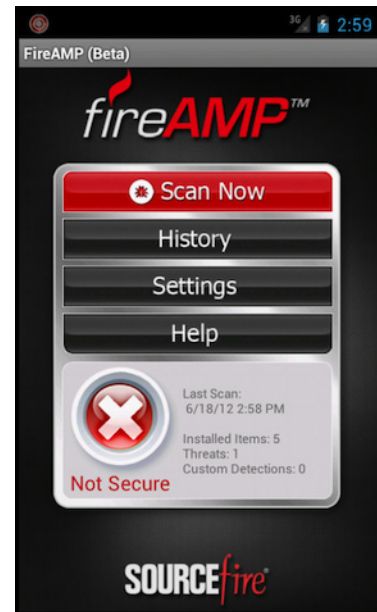 3G 2:59
FireAMP (Beta)
fireAMP™
Scan Now
History
Settings
Help
Last Scan:
6/18/12 2:58 PM
Installed Items: 5
Threats: 1
Custom Detections: 0
Not Secure
SOURCEfire®